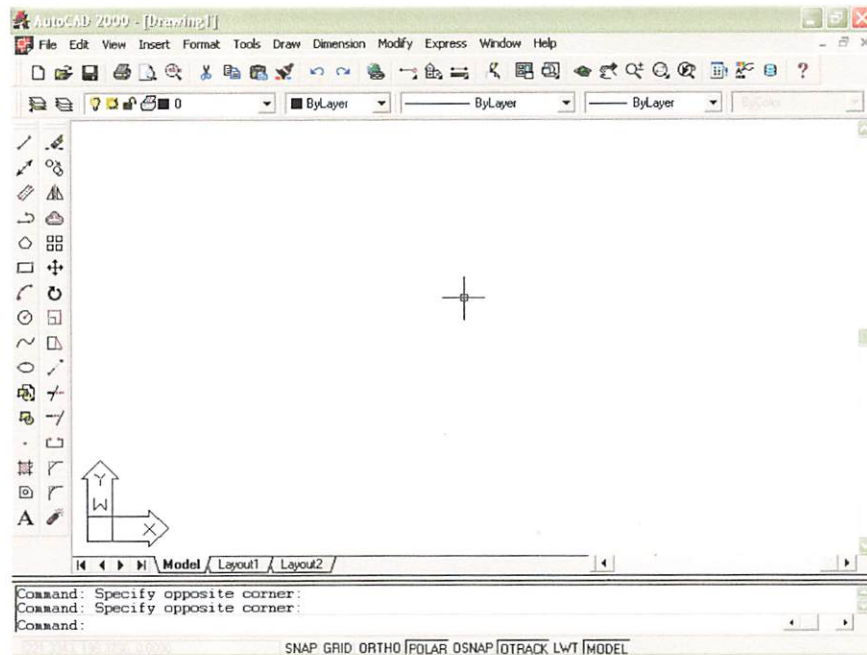 AutoCAD 2000 - [Drawing1]
File Edit View Insert Format Tools Draw Dimension Modify Express Window Help
0 ByLayer ByLayer ByLayer ByColor
A
Y
W
X
Model Layout1 Layout2
Command: Specify opposite corner:
Command: Specify opposite corner:
Command:
SNAP GRID ORTHO POLAR OSNAP OTRACK LWT MODEL